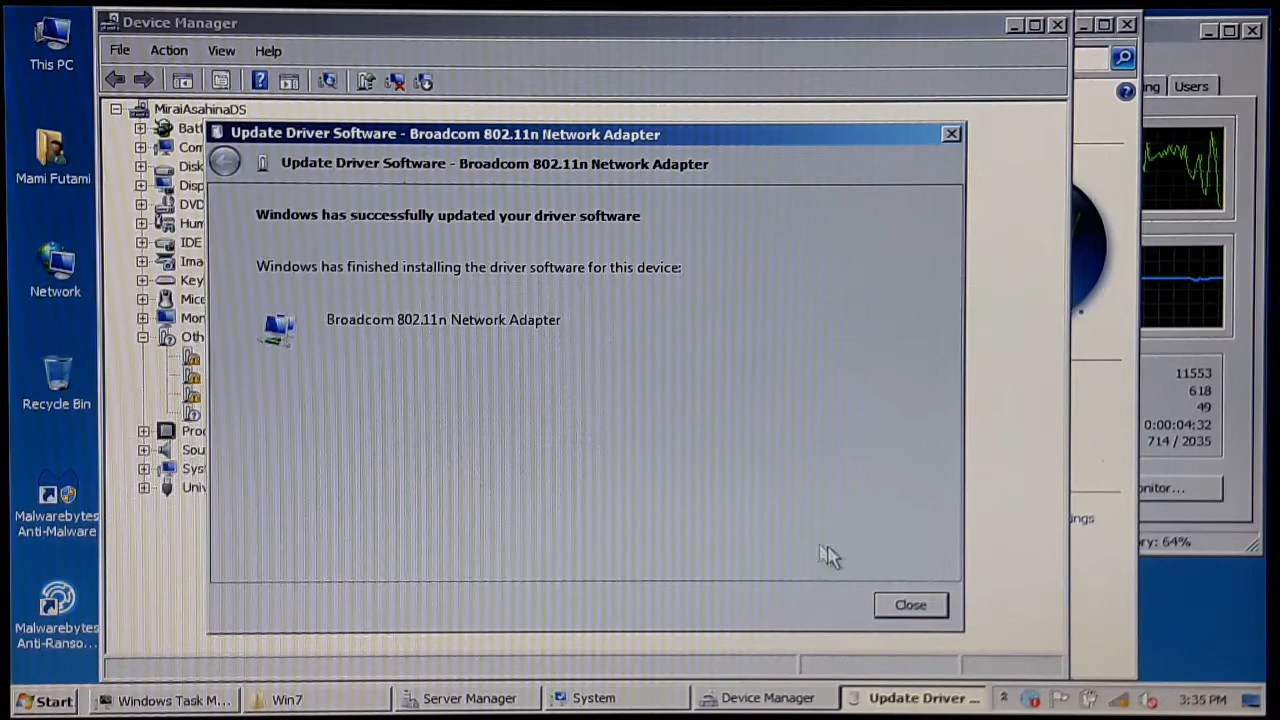 Device Manager
File Action View Help
MiraiAsahinaDS
Update Driver Software - Broadcom 802.11n Network Adapter
Update Driver Software - Broadcom 802.11n Network Adapter
Windows has successfully updated your driver software
Windows has finished installing the driver software for this device:
Broadcom 802.11n Network Adapter
Close
This PC
Mami Futami
Network
Recycle Bin
Malwarebytes
Anti-Malware
Malwarebytes
Anti-Ranso...
Bat
Con
Disk
Disp
DVD
Hum
IDE
Ima
Key
Mice
Mon
Oth
Proc
Sou
Sys
Univ
Users
11553
618
49
0:00:04:32
714 / 2035
onitor...
ings
ry: 64%
Start
Windows Task M...
Win7
Server Manager
System
Device Manager
Update Driver ...
3:35 PM